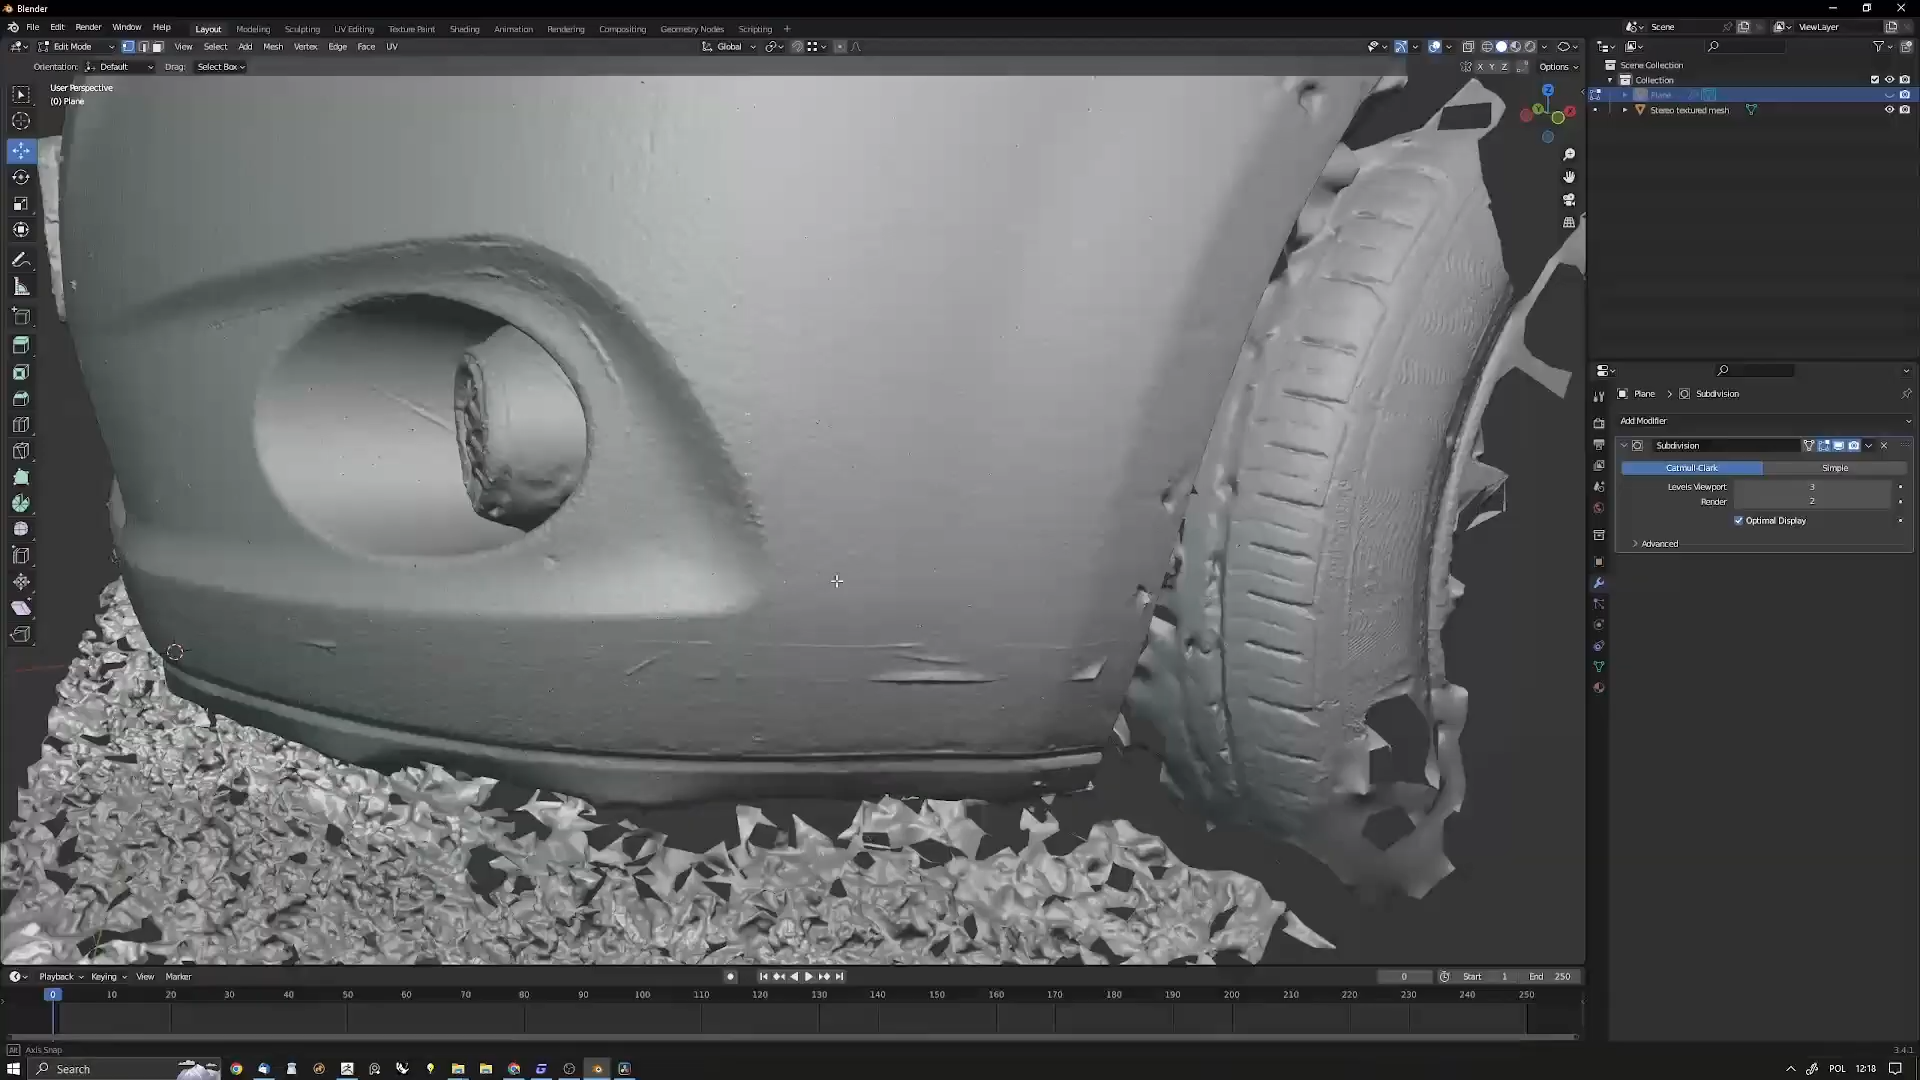 Blender
File Edit Render Window Help Layout Modeling Sculpting UV Editing Texture Paint Shading Animation Rendering Compositing Geometry Nodes Scripting + Scene ViewLayer
Edit Mode View Select Add Mesh Vertex Edge Face UV Global
Orientation: Default Drag: Select Box X Y Z Options
Scene Collection
Collection
Plane
Stereo textured mesh
User Perspective
(0) Plane
Z
Y
X
Plane > Subdivision
Add Modifier
Subdivision
Catmull-Clark Simple
Levels Viewport 3
Render 2
Optimal Display
Advanced
Playback Keying View Marker 0 Start 1 End 250
0 10 20 30 40 50 60 70 80 90 100 110 120 130 140 150 160 170 180 190 200 210 220 230 240 250
Alt Axis Snap 3.4.1
Search POL 12:18